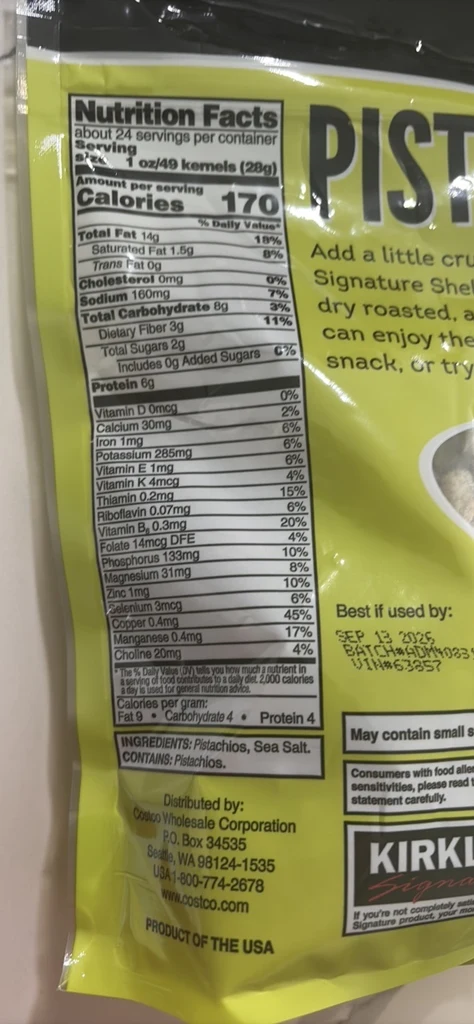 Nutrition Facts
about 24 servings per container
Serving
size 1 oz/49 kernels (28g)
Amount per serving
Calories 170
% Daily Value*
Total Fat 14g 18%
Saturated Fat 1.5g 8%
Trans Fat 0g
Cholesterol 0mg 0%
Sodium 160mg 7%
Total Carbohydrate 8g 3%
Dietary Fiber 3g 11%
Total Sugars 2g
Includes 0g Added Sugars 0%
Protein 6g
Vitamin D 0mcg 0%
Calcium 30mg 2%
Iron 1mg 6%
Potassium 285mg 6%
Vitamin E 1mg 6%
Vitamin K 4mcg 4%
Thiamin 0.2mg 15%
Riboflavin 0.07mg 6%
Vitamin B6 0.3mg 20%
Folate 14mcg DFE 4%
Phosphorus 133mg 10%
Magnesium 31mg 8%
Zinc 1mg 10%
Selenium 3mcg 6%
Copper 0.4mg 45%
Manganese 0.4mg 17%
Choline 20mg 4%
* The % Daily Value (DV) tells you how much a nutrient in
a serving of food contributes to a daily diet. 2,000 calories
a day is used for general nutrition advice.
Calories per gram:
Fat 9 • Carbohydrate 4 • Protein 4
INGREDIENTS: Pistachios, Sea Salt.
CONTAINS: Pistachios.
Distributed by:
Costco Wholesale Corporation
P.O. Box 34535
Seattle, WA 98124-1535
USA 1-800-774-2678
www.costco.com
PRODUCT OF THE USA
PIST
Add a little cru
Signature Shel
dry roasted, a
can enjoy the
snack, or try
Best if used by:
SEP 13 2026
VIN#63857
May contain small s
Consumers with food aller
sensitivities, please read t
statement carefully.
KIRKL
Signa
If you're not completely
Signature product, your